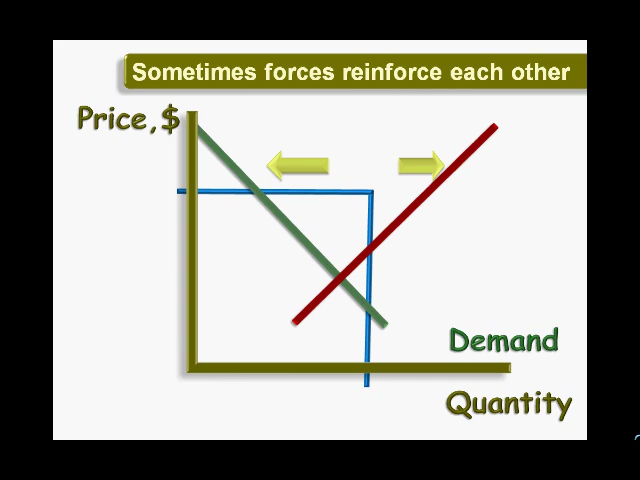 Sometimes forces reinforce each other
Price,$
Demand
Quantity